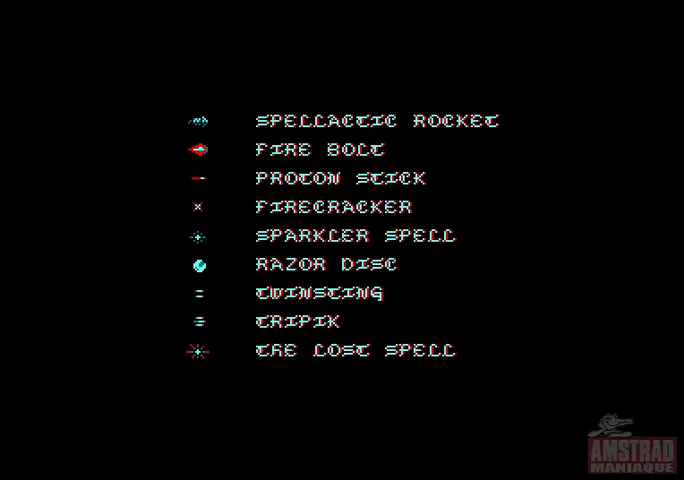 SPELLACTIC ROCKET
FIRE BOLT
PROTON STICK
FIRECRACKER
SPARKLER SPELL
RAZOR DISC
TWINSTING
TRIPIK
THE LOST SPELL
AMSTRAD
MANIAQUE